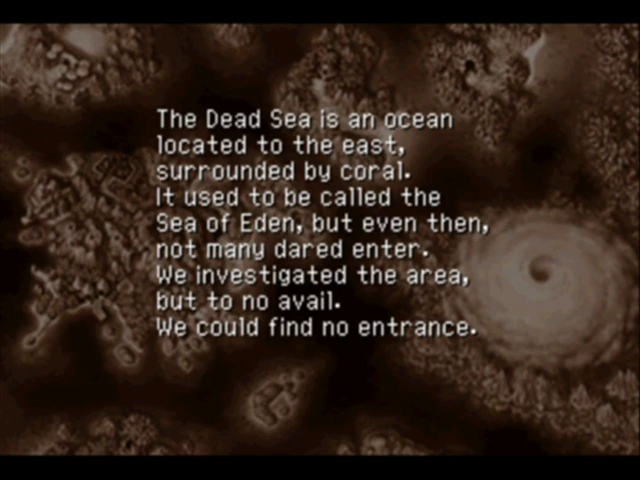 The Dead Sea is an ocean
located to the east,
surrounded by coral.
It used to be called the
Sea of Eden, but even then,
not many dared enter.
We investigated the area,
but to no avail.
We could find no entrance.